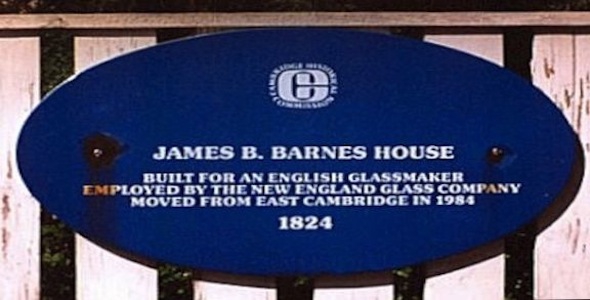 CAMBRIDGE HISTORICAL COMMISSION
JAMES B. BARNES HOUSE
BUILT FOR AN ENGLISH GLASSMAKER
EMPLOYED BY THE NEW ENGLAND GLASS COMPANY
MOVED FROM EAST CAMBRIDGE IN 1984
1824